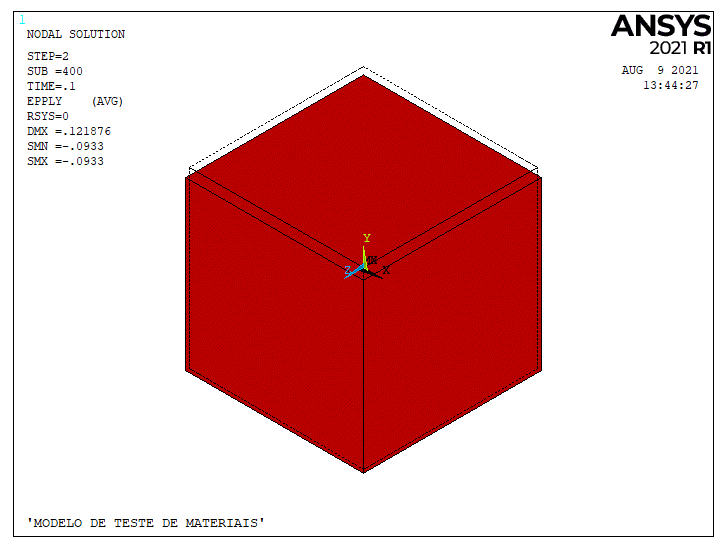 1
NODAL SOLUTION
STEP=2
SUB =400
TIME=.1
EPPLY (AVG)
RSYS=0
DMX =.121876
SMN =-.0933
SMX =-.0933
ANSYS
2021 R1
AUG 9 2021
13:44:27
Y
Z
X
'MODELO DE TESTE DE MATERIAIS'